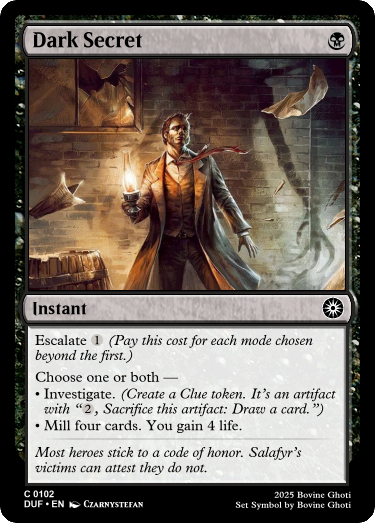 Dark Secret
Instant
Escalate 1 (Pay this cost for each mode chosen
beyond the first.)
Choose one or both —
• Investigate. (Create a Clue token. It's an artifact
with “2, Sacrifice this artifact: Draw a card.”)
• Mill four cards. You gain 4 life.
Most heroes stick to a code of honor. Salafyr's
victims can attest they do not.
C 0102
DUF • EN Czarnystefan
2025 Bovine Ghoti
Set Symbol by Bovine Ghoti